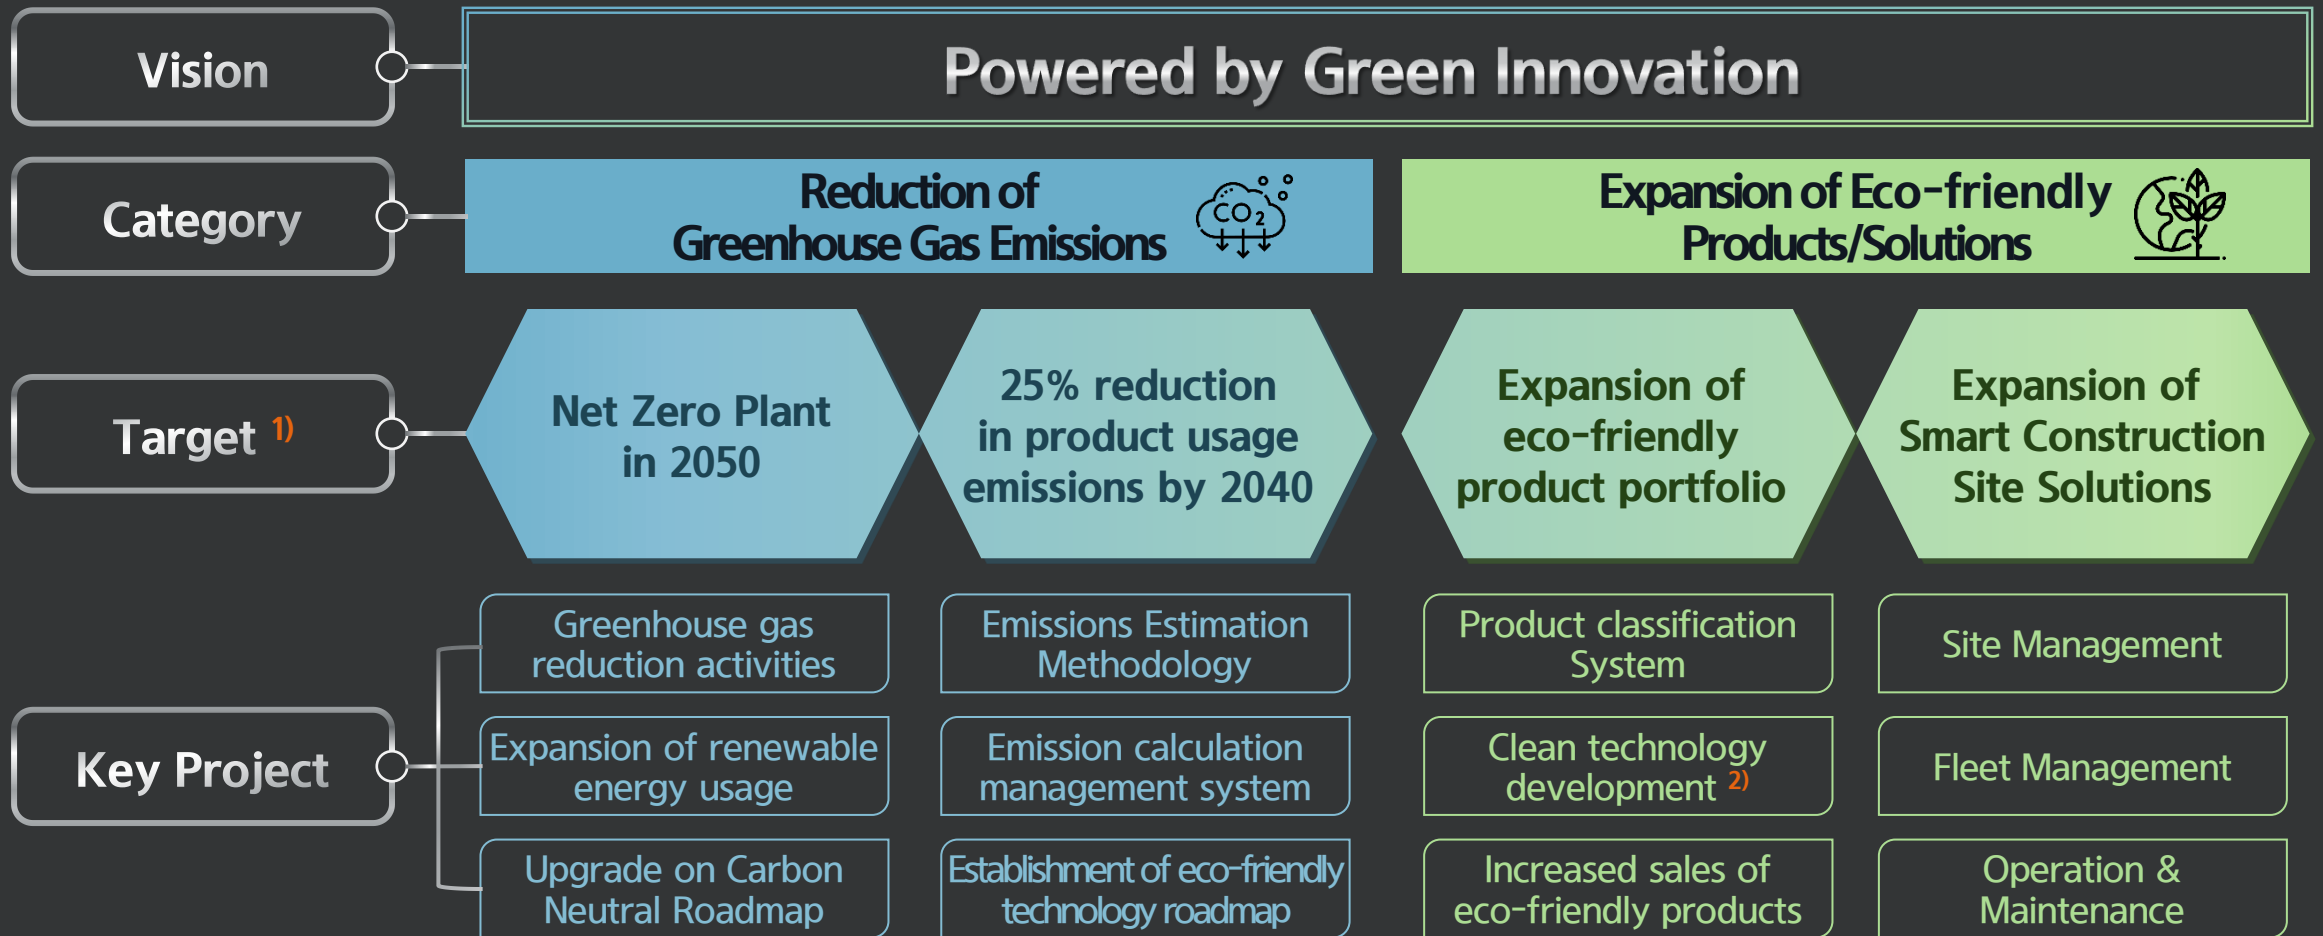 Vision
Powered by Green Innovation
Category
Reduction of
Greenhouse Gas Emissions
CO2
Expansion of Eco-friendly
Products/Solutions
Target 1)
Net Zero Plant
in 2050
25% reduction
in product usage
emissions by 2040
Expansion of
eco-friendly
product portfolio
Expansion of
Smart Construction
Site Solutions
Key Project
Greenhouse gas
reduction activities
Emissions Estimation
Methodology
Product classification
System
Site Management
Expansion of renewable
energy usage
Emission calculation
management system
Clean technology
development 2)
Fleet Management
Upgrade on Carbon
Neutral Roadmap
Establishment of eco-friendly
technology roadmap
Increased sales of
eco-friendly products
Operation &
Maintenance